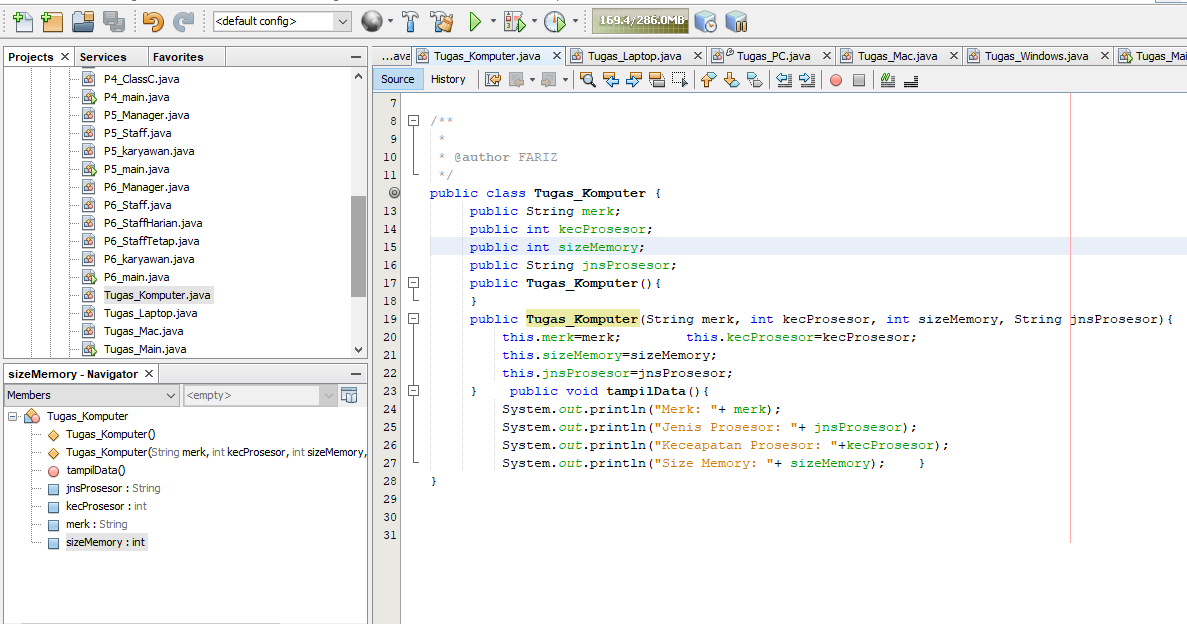 <default config>
169.4/286.0MB
Projects Services Favorites
P4_ClassC.java
P4_main.java
P5_Manager.java
P5_Staff.java
P5_karyawan.java
P5_main.java
P6_Manager.java
P6_Staff.java
P6_StaffHarian.java
P6_StaffTetap.java
P6_karyawan.java
P6_main.java
Tugas_Komputer.java
Tugas_Laptop.java
Tugas_Mac.java
Tugas_Main.java
sizeMemory - Navigator
Members <empty>
Tugas_Komputer
Tugas_Komputer()
Tugas_Komputer(String merk, int kecProsesor, int sizeMemory,
tampilData()
jnsProsesor : String
kecProsesor : int
merk : String
sizeMemory : int
...ava Tugas_Komputer.java Tugas_Laptop.java Tugas_PC.java Tugas_Mac.java Tugas_Windows.java Tugas_Mai
Source History
7
8 /**
9 *
10 * @author FARIZ
11 */
public class Tugas_Komputer {
13 public String merk;
14 public int kecProsesor;
15 public int sizeMemory;
16 public String jnsProsesor;
17 public Tugas_Komputer(){
18 }
19 public Tugas_Komputer(String merk, int kecProsesor, int sizeMemory, String jnsProsesor){
20 this.merk=merk; this.kecProsesor=kecProsesor;
21 this.sizeMemory=sizeMemory;
22 this.jnsProsesor=jnsProsesor;
23 } public void tampilData(){
24 System.out.println("Merk: "+ merk);
25 System.out.println("Jenis Prosesor: "+ jnsProsesor);
26 System.out.println("Keceapatan Prosesor: "+kecProsesor);
27 System.out.println("Size Memory: "+ sizeMemory); }
28 }
29
30
31